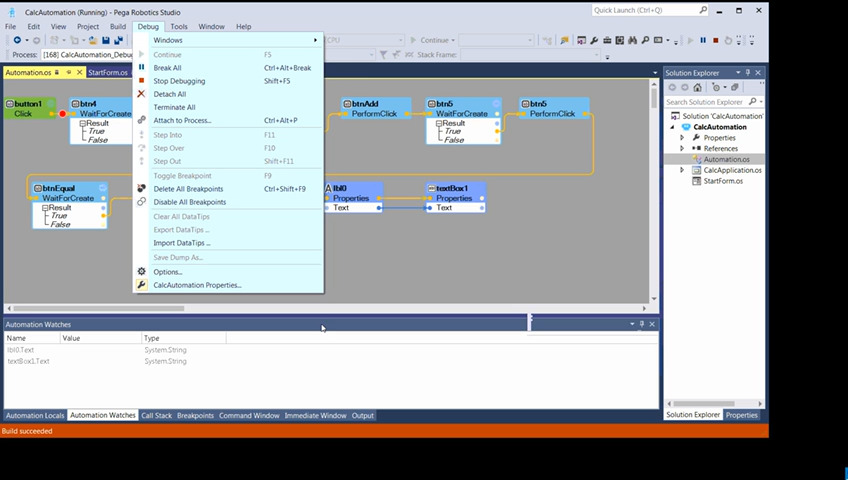 CalcAutomation (Running) - Pega Robotics Studio
Quick Launch (Ctrl+Q)
File Edit View Project Build Debug Tools Window Help
CPU
Process: [168] CalcAutomation_Debu
Stack Frame:
Automation.os StartForm.os
Windows
Continue F5
Break All Ctrl+Alt+Break
Stop Debugging Shift+F5
Detach All
Terminate All
Attach to Process... Ctrl+Alt+P
Step Into F11
Step Over F10
Step Out Shift+F11
Toggle Breakpoint F9
Delete All Breakpoints Ctrl+Shift+F9
Disable All Breakpoints
Clear All DataTips
Export DataTips ...
Import DataTips ...
Save Dump As...
Options...
CalcAutomation Properties...
button1
Click
btn4
WaitForCreate
Result
True
False
btnAdd
PerformClick
btn5
WaitForCreate
Result
True
False
btn5
PerformClick
btnEqual
WaitForCreate
Result
True
False
lbl0
Properties
Text
textBox1
Properties
Text
Solution Explorer
Search Solution Explorer
Solution 'CalcAutomation'
CalcAutomation
Properties
References
Automation.os
CalcApplication.os
StartForm.os
Automation Watches
Name Value Type
lbl0.Text System.String
textBox1.Text System.String
Automation Locals Automation Watches Call Stack Breakpoints Command Window Immediate Window Output
Solution Explorer Properties
Build succeeded